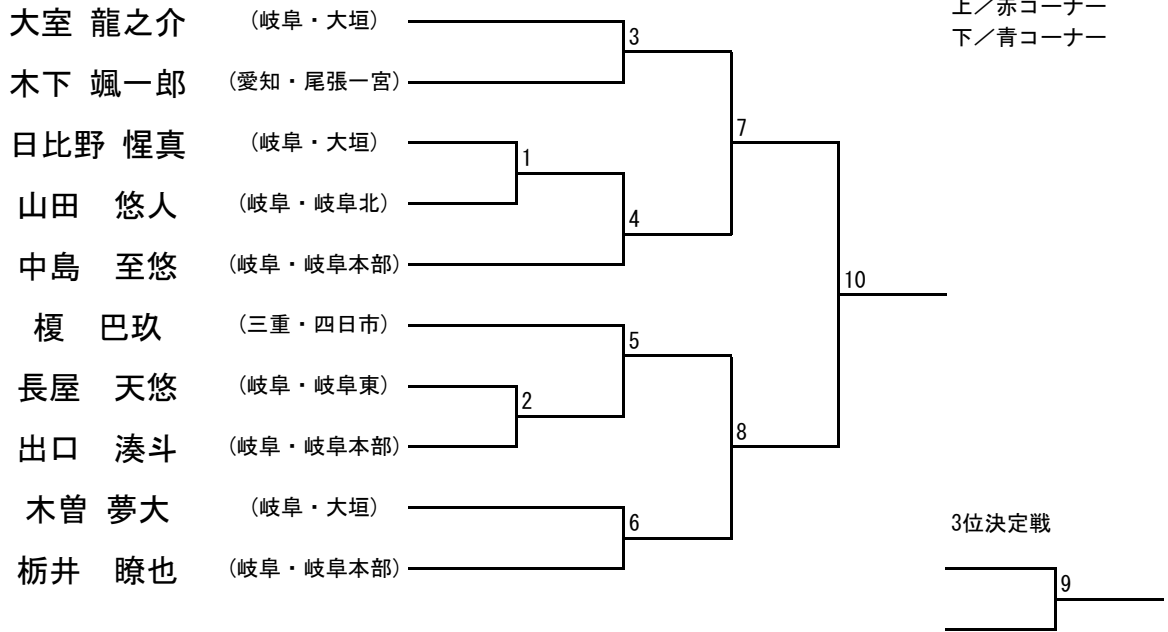 上／赤コーナー
下／青コーナー
大室 龍之介 (岐阜・大垣)
3
木下 颯一郎 (愛知・尾張一宮)
7
日比野 惺真 (岐阜・大垣)
1
山田 悠人 (岐阜・岐阜北)
4
中島 至悠 (岐阜・岐阜本部)
10
榎 巴玖 (三重・四日市)
5
長屋 天悠 (岐阜・岐阜東)
2
8
出口 湊斗 (岐阜・岐阜本部)
木曽 夢大 (岐阜・大垣)
6
栃井 瞭也 (岐阜・岐阜本部)
3位決定戦
9